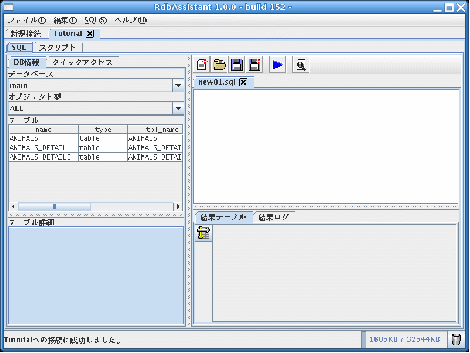 RdbAssistant 1.0.0 - build 152 -
ファイル(F) 編集(E) SQL(S) ヘルプ(H)
新規接続 Tutorial
SQL スクリプト
DB情報 クイックアクセス
データベース
main
オブジェクト型
ALL
テーブル
name type tbl_name
ANIMALS table ANIMALS
ANIMALS_DETAIL table ANIMALS_DETAI
ANIMALS_DETAIL2 table ANIMALS_DETAI
テーブル詳細
new01.sql
結果テーブル 結果ログ
Tutorialへの接続に成功しました。